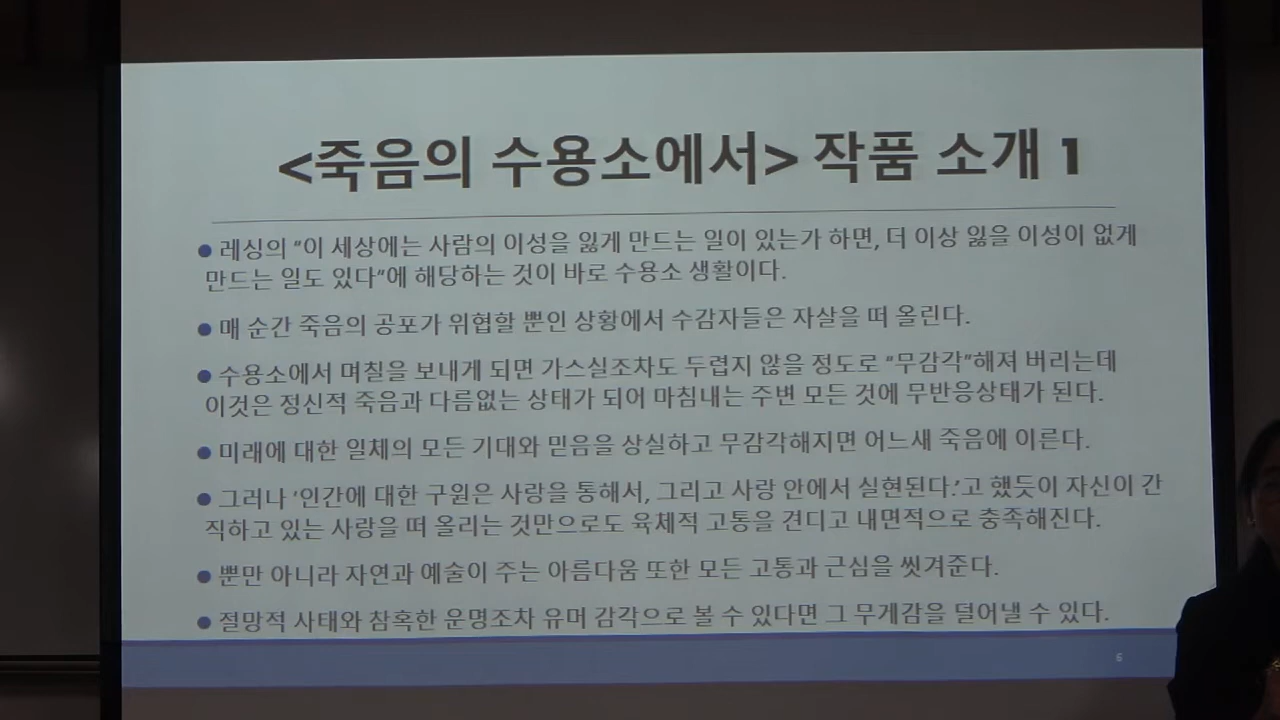 <죽음의 수용소에서> 작품 소개 1
● 레싱의 "이 세상에는 사람의 이성을 잃게 만드는 일이 있는가 하면, 더 이상 잃을 이성이 없게
만드는 일도 있다"에 해당하는 것이 바로 수용소 생활이다.
● 매 순간 죽음의 공포가 위협할 뿐인 상황에서 수감자들은 자살을 떠 올린다.
● 수용소에서 며칠을 보내게 되면 가스실조차도 두렵지 않을 정도로 "무감각"해져 버리는데
이것은 정신적 죽음과 다름없는 상태가 되어 마침내는 주변 모든 것에 무반응상태가 된다.
● 미래에 대한 일체의 모든 기대와 믿음을 상실하고 무감각해지면 어느새 죽음에 이른다.
● 그러나 '인간에 대한 구원은 사랑을 통해서, 그리고 사랑 안에서 실현된다.'고 했듯이 자신이 간
직하고 있는 사랑을 떠 올리는 것만으로도 육체적 고통을 견디고 내면적으로 충족해진다.
● 뿐만 아니라 자연과 예술이 주는 아름다움 또한 모든 고통과 근심을 씻겨준다.
● 절망적 사태와 참혹한 운명조차 유머 감각으로 볼 수 있다면 그 무게감을 덜어낼 수 있다.
6